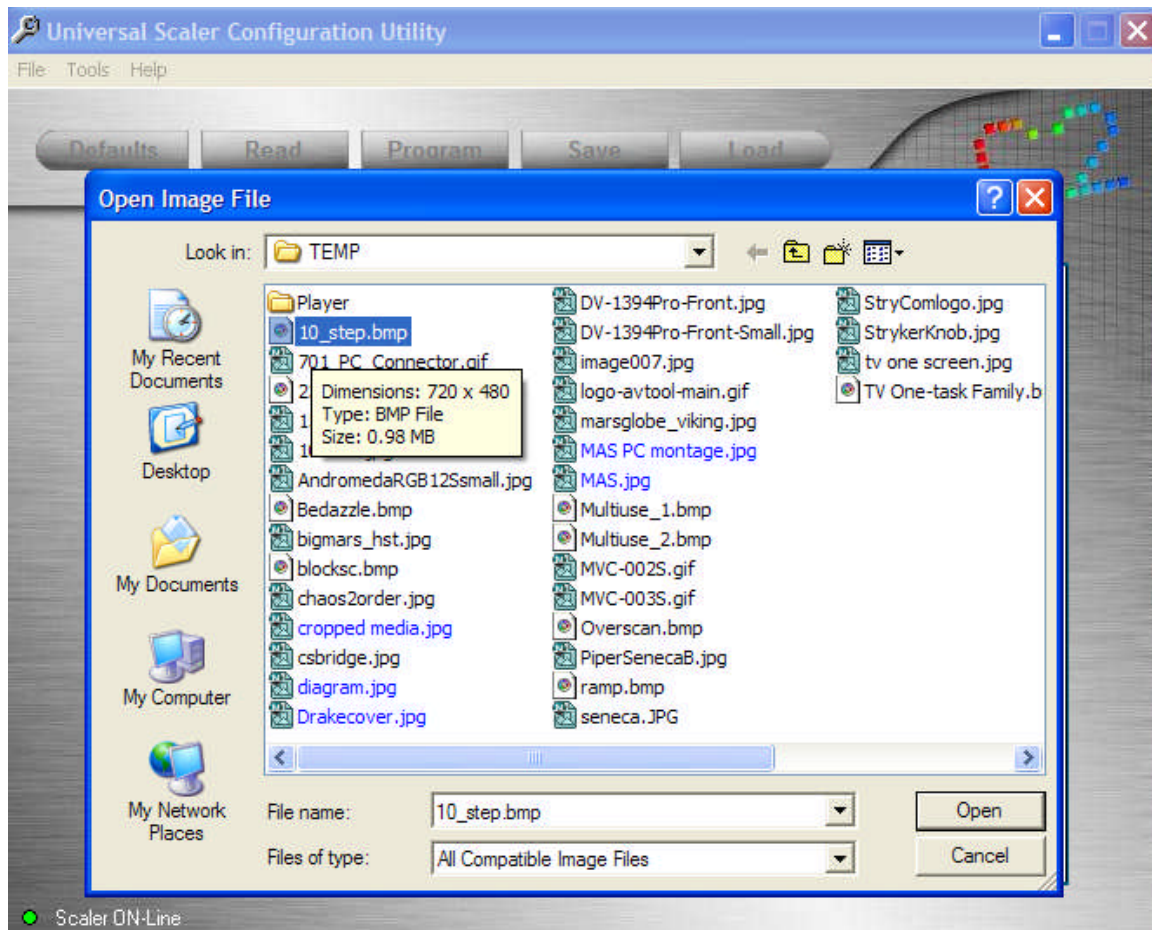 Universal Scaler Configuration Utility
File Tools Help
Defaults Read Program Save Load
Open Image File
Look in: TEMP
My Recent Documents
Desktop
My Documents
My Computer
My Network Places
Player
10_step.bmp
701_PC_Connector.gif
Dimensions: 720 x 480
Type: BMP File
Size: 0.98 MB
AndromedaRGB12Ssmall.jpg
Bedazzle.bmp
bigmars_hst.jpg
blocksc.bmp
chaos2order.jpg
cropped media.jpg
csbridge.jpg
diagram.jpg
Drakecover.jpg
DV-1394Pro-Front.jpg
DV-1394Pro-Front-Small.jpg
image007.jpg
logo-avtool-main.gif
marsglobe_viking.jpg
MAS PC montage.jpg
MAS.jpg
Multiuse_1.bmp
Multiuse_2.bmp
MVC-002S.gif
MVC-003S.gif
Overscan.bmp
PiperSenecaB.jpg
ramp.bmp
seneca.JPG
StryComlogo.jpg
StrykerKnob.jpg
tv one screen.jpg
TV One-task Family.b
File name: 10_step.bmp Open
Files of type: All Compatible Image Files Cancel
Scaler ON-Line